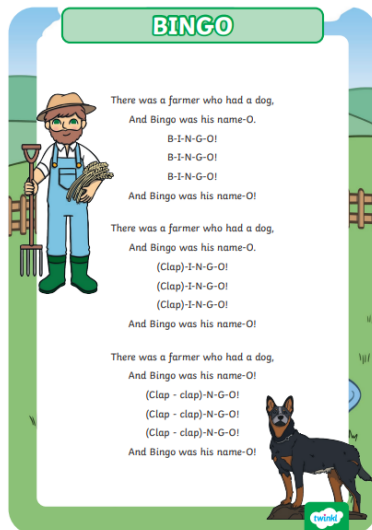 BINGO
There was a farmer who had a dog,
And Bingo was his name-O.
B-I-N-G-O!
B-I-N-G-O!
B-I-N-G-O!
And Bingo was his name-O!
There was a farmer who had a dog,
And Bingo was his name-O.
(Clap)-I-N-G-O!
(Clap)-I-N-G-O!
(Clap)-I-N-G-O!
And Bingo was his name-O!
There was a farmer who had a dog,
And Bingo was his name-O!
(Clap - clap)-N-G-O!
(Clap - clap)-N-G-O!
(Clap - clap)-N-G-O!
And Bingo was his name-O!
twinkl